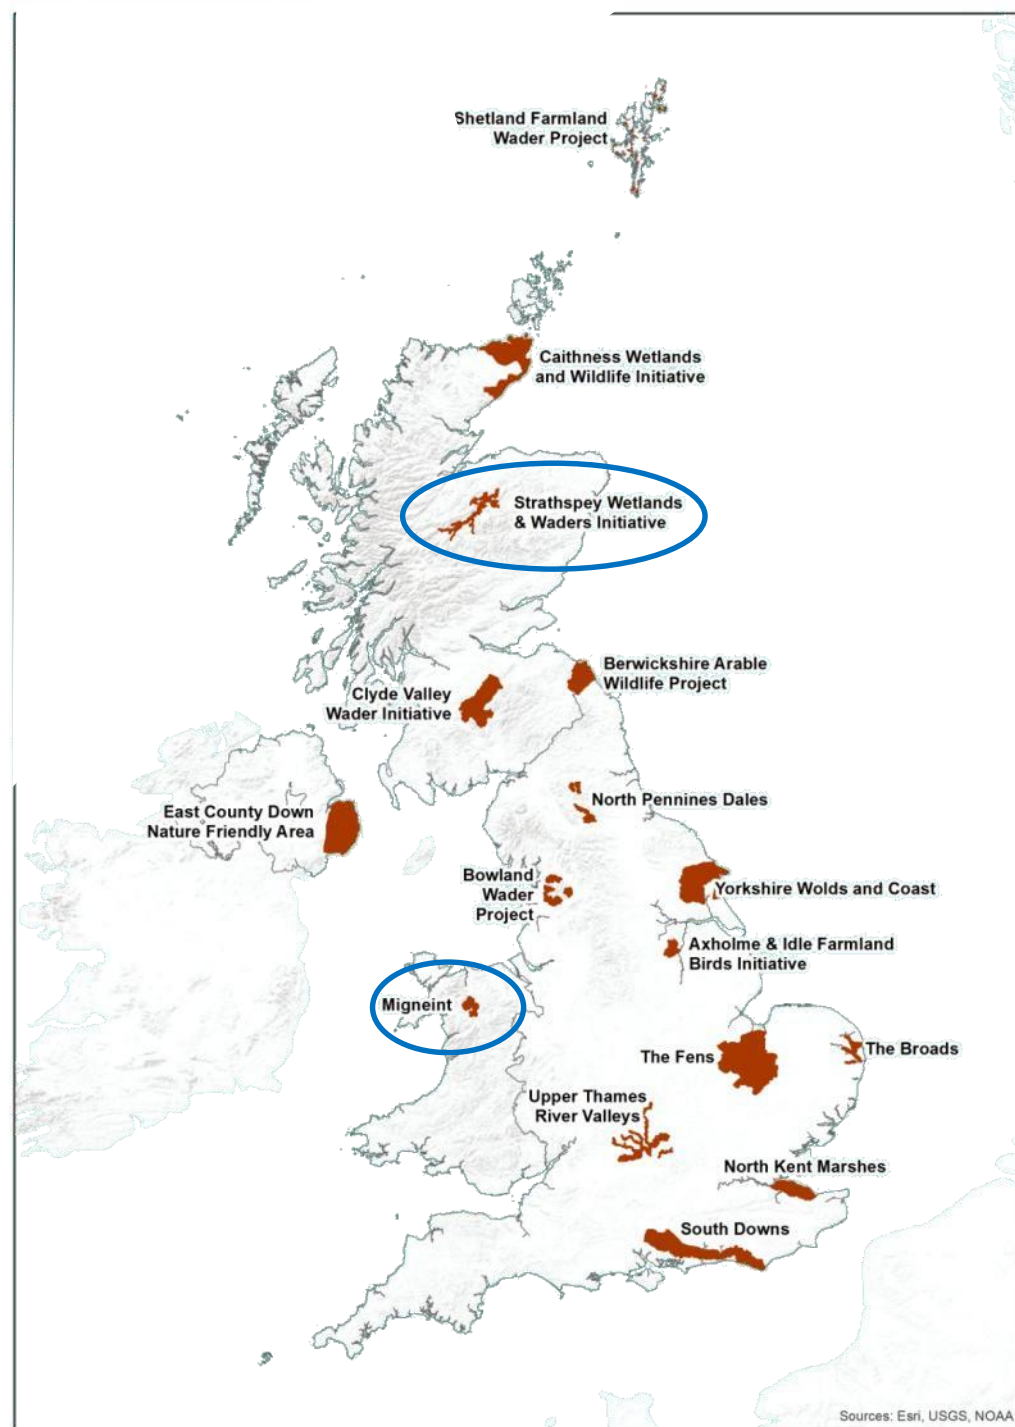 Shetland Farmland
Wader Project
Caithness Wetlands
and Wildlife Initiative
Strathspey Wetlands
& Waders Initiative
Berwickshire Arable
Wildlife Project
Clyde Valley
Wader Initiative
North Pennines Dales
East County Down
Nature Friendly Area
Bowland
Wader
Project
Yorkshire Wolds and Coast
Axholme & Idle Farmland
Birds Initiative
Migneint
The Fens
The Broads
Upper Thames
River Valleys
North Kent Marshes
South Downs
Sources: Esri, USGS, NOAA